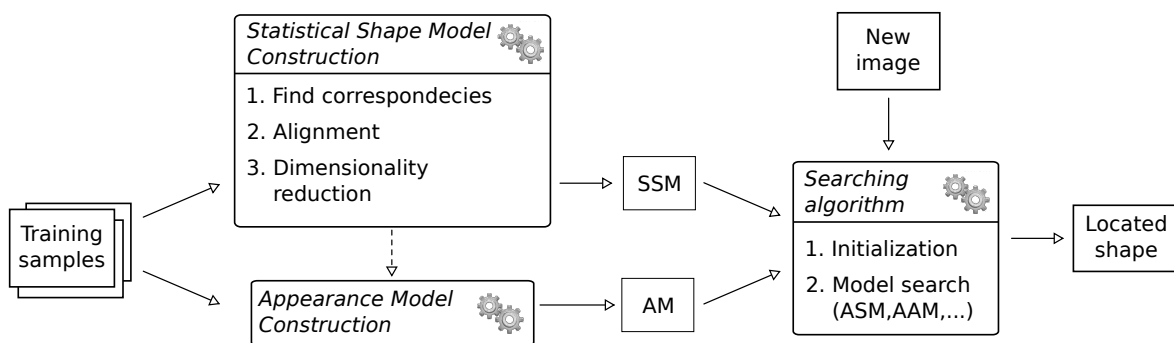 Statistical Shape Model
Construction
1. Find correspondecies
2. Alignment
3. Dimensionality
reduction
New
image
Training
samples
SSM
Searching
algorithm
1. Initialization
2. Model search
(ASM,AAM,...)
Located
shape
Appearance Model
Construction
AM